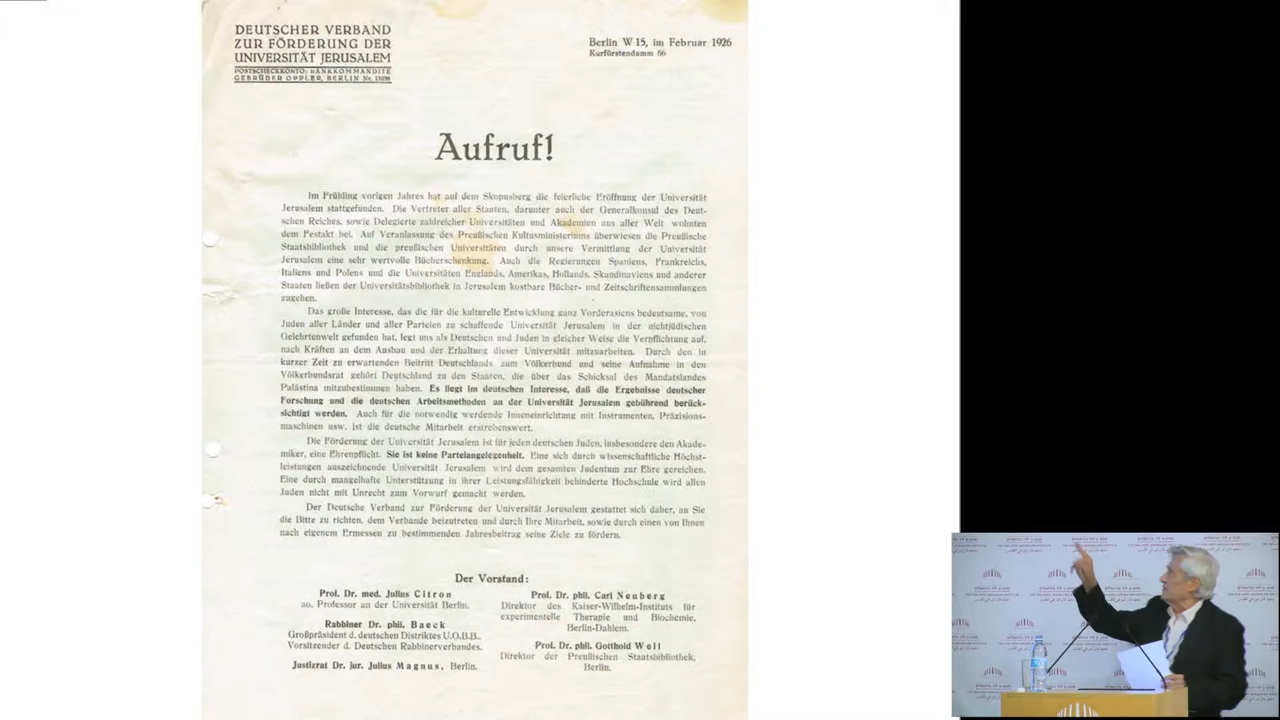 DEUTSCHER VERBAND
ZUR FÖRDERUNG DER
UNIVERSITÄT JERUSALEM
POSTSCHECKKONTO: BANKKOMMANDITE
GEBRÜDER OPPLER, BERLIN Nr.
Berlin W 15, im Februar 1926
Kurfürstendamm 66
Aufruf!
Im Frühling vorigen Jahres hat auf dem Skopusberg die feierliche Eröffnung der Universität
Jerusalem stattgefunden. Die Vertreter aller Staaten, darunter auch der Generalkonsul des Deut-
schen Reiches, sowie Delegierte zahlreicher Universitäten und Akademien aus aller Welt wohnten
dem Festakt bei. Auf Veranlassung des Preußischen Kultusministeriums überwiesen die Preußische
Staatsbibliothek und die preußischen Universitäten durch unsere Vermittlung der Universität
Jerusalem eine sehr wertvolle Bücherschenkung. Auch die Regierungen Spaniens, Frankreichs,
Italiens und Polens und die Universitäten Englands, Amerikas, Hollands, Skandinaviens und anderer
Staaten ließen der Universitätsbibliothek in Jerusalem kostbare Bücher- und Zeitschriftensammlungen
zugehen.
Das große Interesse, das die für die kulturelle Entwicklung ganz Vorderasiens bedeutsame, von
Juden aller Länder und aller Parteien zu schaffende Universität Jerusalem in der nichtjüdischen
Gelehrtenwelt gefunden hat, legt uns als Deutschen und Juden in gleicher Weise die Verpflichtung auf,
nach Kräften an dem Ausbau und der Erhaltung dieser Universität mitzuarbeiten. Durch den in
kurzer Zeit zu erwartenden Beitritt Deutschlands zum Völkerbund und seine Aufnahme in den
Völkerbundsrat gehört Deutschland zu den Staaten, die über das Schicksal des Mandatslandes
Palästina mitzubestimmen haben. Es liegt im deutschen Interesse, daß die Ergebnisse deutscher
Forschung und die deutschen Arbeitsmethoden an der Universität Jerusalem gebührend berück-
sichtigt werden. Auch für die notwendig werdende Inneneinrichtung mit Instrumenten, Präzisions-
maschinen usw. ist die deutsche Mitarbeit erstrebenswert.
Die Förderung der Universität Jerusalem ist für jeden deutschen Juden, insbesondere den Akade-
miker, eine Ehrenpflicht. Sie ist keine Parteiangelegenheit. Eine sich durch wissenschaftliche Höchst-
leistungen auszeichnende Universität Jerusalem wird dem gesamten Judentum zur Ehre gereichen.
Eine durch mangelhafte Unterstützung in ihrer Leistungsfähigkeit behinderte Hochschule wird allen
Juden nicht mit Unrecht zum Vorwurf gemacht werden.
Der Deutsche Verband zur Förderung der Universität Jerusalem gestattet sich daher, an Sie
die Bitte zu richten, dem Verbande beizutreten und durch Ihre Mitarbeit, sowie durch einen von Ihnen
nach eigenem Ermessen zu bestimmenden Jahresbeitrag seine Ziele zu fördern.
Der Vorstand:
Prof. Dr. med. Julius Citron
ao. Professor an der Universität Berlin.
Rabbiner Dr. phil. Baeck
Großpräsident d. deutschen Distriktes U.O.B.B.,
Vorsitzender d. Deutschen Rabbinerverbandes.
Justizrat Dr. jur. Julius Magnus, Berlin.
Prof. Dr. phil. Carl Neuberg
Direktor des Kaiser-Wilhelm-Instituts für
experimentelle Therapie und Biochemie,
Berlin-Dahlem.
Prof. Dr. phil. Gotthold Weil
Direktor der Preußischen Staatsbibliothek,
Berlin.